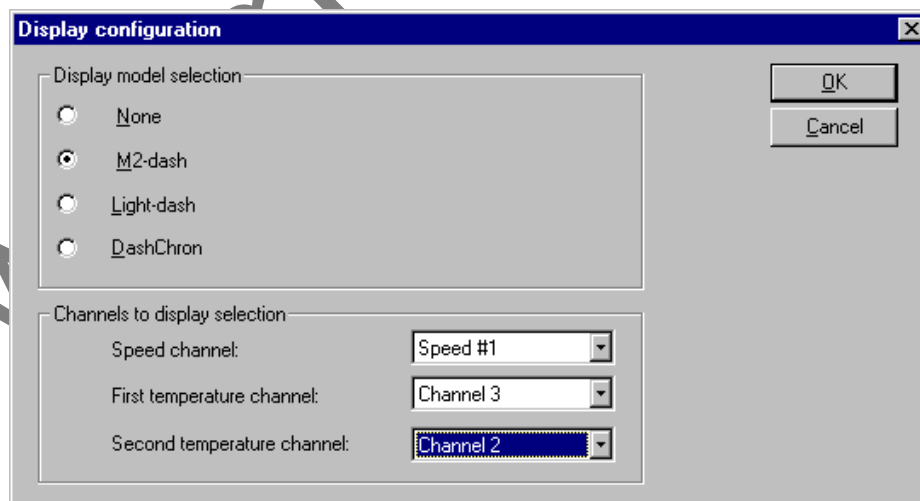 Display configuration
Display model selection
None
M2-dash
Light-dash
DashChron
OK
Cancel
Channels to display selection
Speed channel: Speed #1
First temperature channel: Channel 3
Second temperature channel: Channel 2